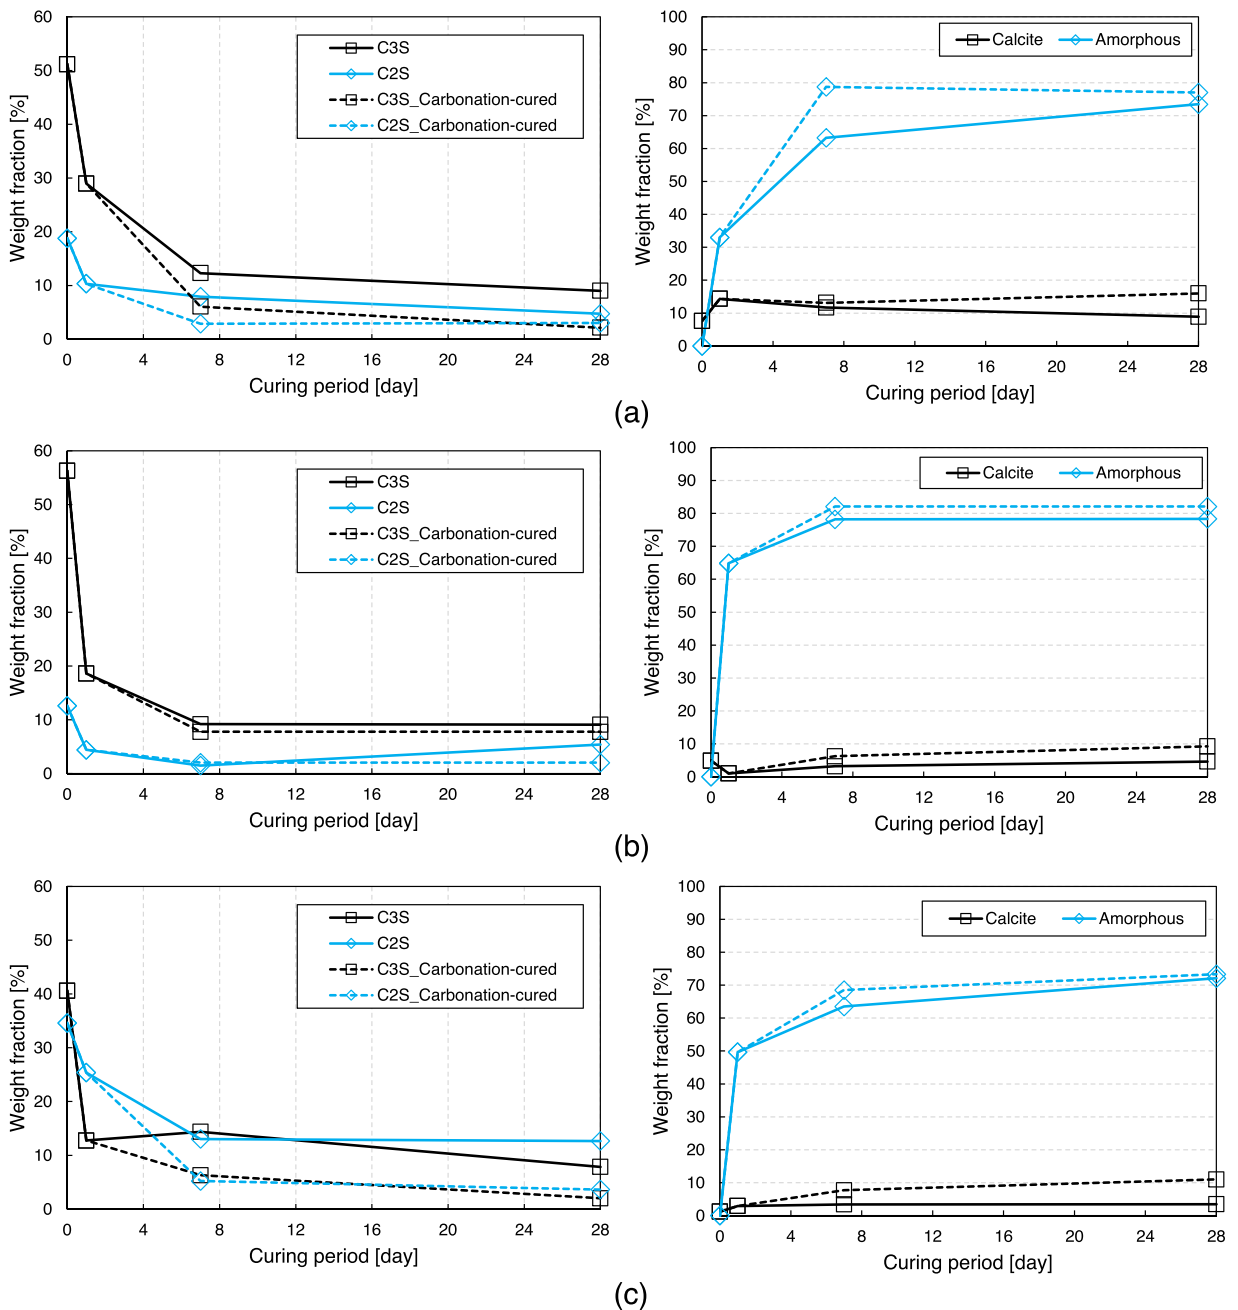 60
50
40
30
20
10
0
Weight fraction [%]
C3S
C2S
C3S_Carbonation-cured
C2S_Carbonation-cured
0 4 8 12 16 20 24 28
Curing period [day]
100
90
80
70
60
50
40
30
20
10
0
Weight fraction [%]
Calcite Amorphous
0 4 8 12 16 20 24 28
Curing period [day]
(a)
60
50
40
30
20
10
0
Weight fraction [%]
C3S
C2S
C3S_Carbonation-cured
C2S_Carbonation-cured
0 4 8 12 16 20 24 28
Curing period [day]
100
90
80
70
60
50
40
30
20
10
0
Weight fraction [%]
Calcite Amorphous
0 4 8 12 16 20 24 28
Curing period [day]
(b)
60
50
40
30
20
10
0
Weight fraction [%]
C3S
C2S
C3S_Carbonation-cured
C2S_Carbonation-cured
0 4 8 12 16 20 24 28
Curing period [day]
100
90
80
70
60
50
40
30
20
10
0
Weight fraction [%]
Calcite Amorphous
0 4 8 12 16 20 24 28
Curing period [day]
(c)